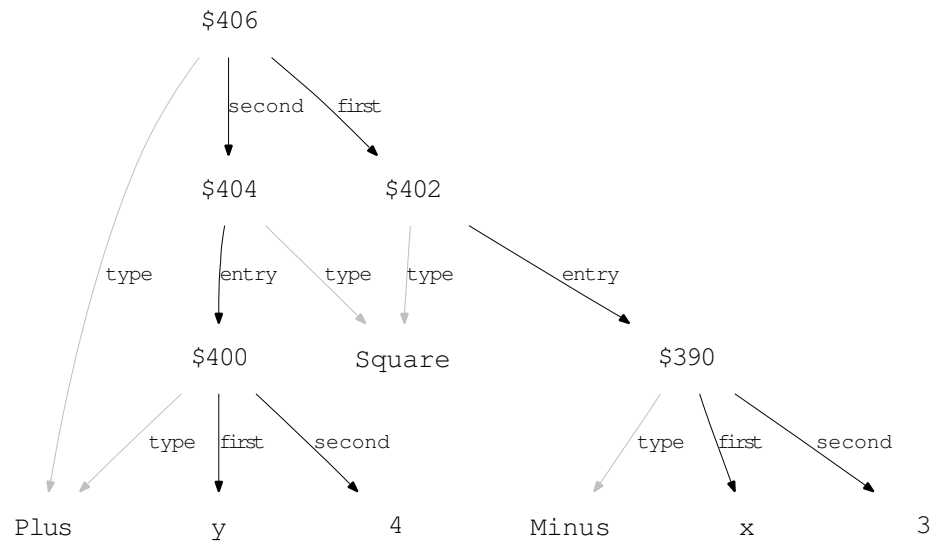 $406
second first
$404 $402
type entry type type entry
$400 Square $390
type first second type first second
Plus y 4 Minus x 3